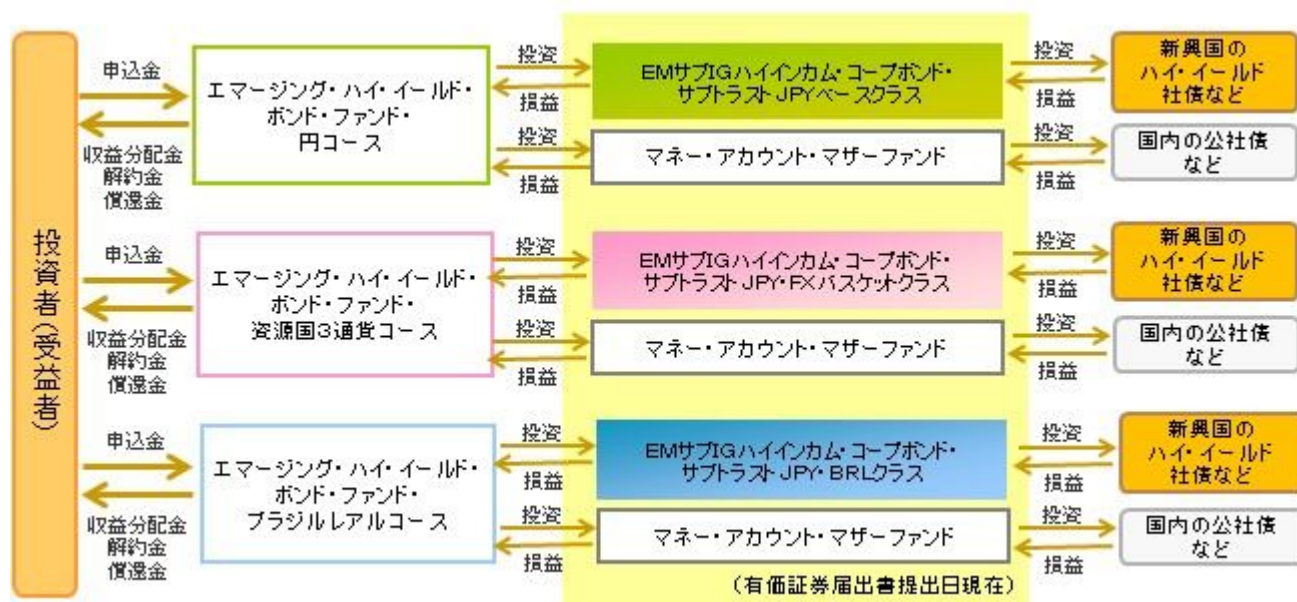 投資者(受益者)
申込金
収益分配金
解約金
償還金
エマージング・ハイ・イールド・
ボンド・ファンド・
円コース
投資
損益
投資
損益
EMサブIGハイインカム・コープボンド・
サブトラストJPYベースクラス
マネー・アカウント・マザーファンド
投資
損益
投資
損益
新興国の
ハイ・イールド
社債など
国内の公社債
など
申込金
収益分配金
解約金
償還金
エマージング・ハイ・イールド・
ボンド・ファンド・
資源国3通貨コース
投資
損益
投資
損益
EMサブIGハイインカム・コープボンド・
サブトラストJPY・FXバスケットクラス
マネー・アカウント・マザーファンド
投資
損益
投資
損益
新興国の
ハイ・イールド
社債など
国内の公社債
など
申込金
収益分配金
解約金
償還金
エマージング・ハイ・イールド・
ボンド・ファンド・
ブラジルレアルコース
投資
損益
投資
損益
EMサブIGハイインカム・コープボンド・
サブトラストJPY・BRLクラス
マネー・アカウント・マザーファンド
投資
損益
投資
損益
新興国の
ハイ・イールド
社債など
国内の公社債
など
(有価証券届出書提出日現在)